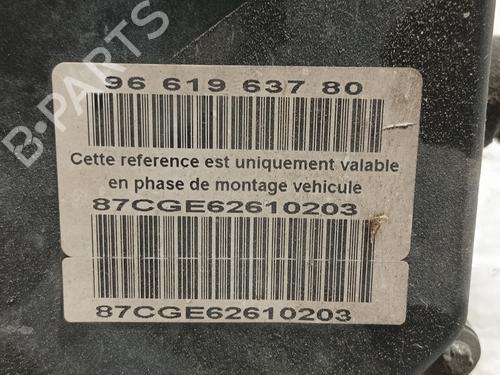 96 619 637 80
Cette reference est uniquement valable
en phase de montage vehicule
87CGE62610203
87CGE62610203
B-PARTS